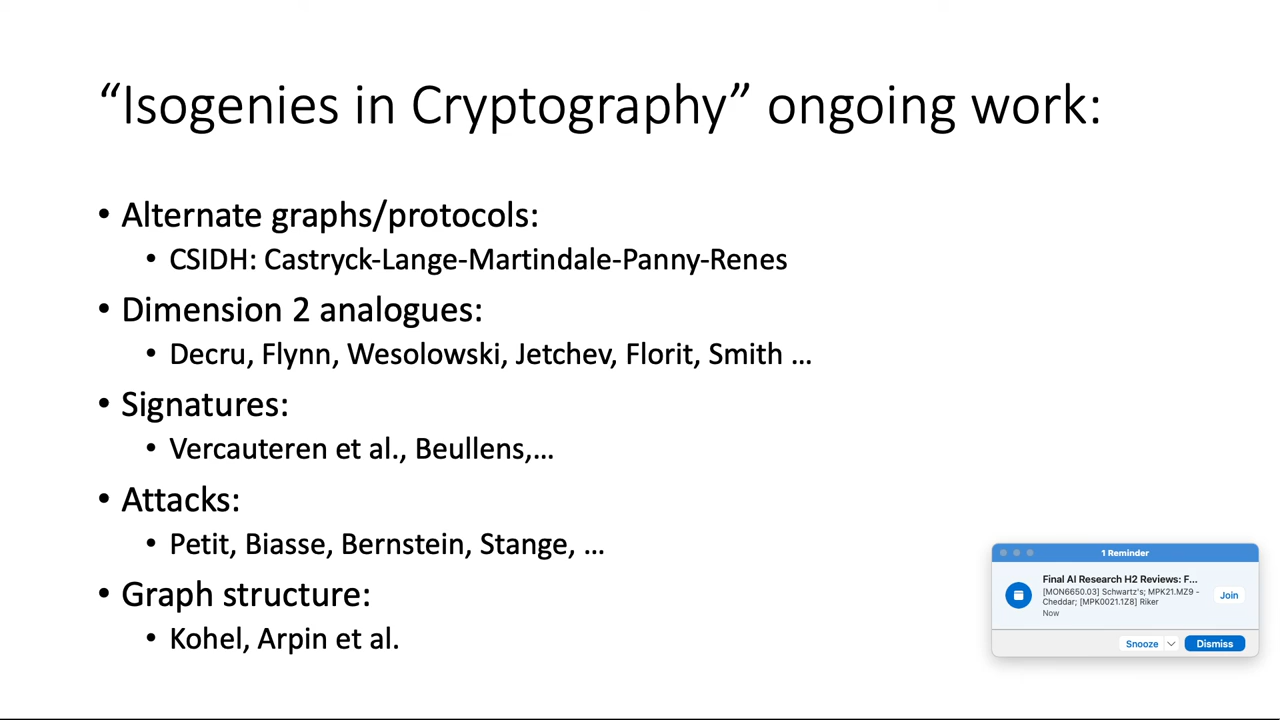 “Isogenies in Cryptography” ongoing work:
• Alternate graphs/protocols:
• CSIDH: Castryck-Lange-Martindale-Panny-Renes
• Dimension 2 analogues:
• Decru, Flynn, Wesolowski, Jetchev, Florit, Smith ...
• Signatures:
• Vercauteren et al., Beullens,...
• Attacks:
• Petit, Biasse, Bernstein, Stange, ...
• Graph structure:
• Kohel, Arpin et al.
1 Reminder
Final AI Research H2 Reviews: F...
[MON6650.03] Schwartz's; MPK21.MZ9 -
Cheddar; [MPK0021.1Z8] Riker
Now
Join
Snooze
Dismiss